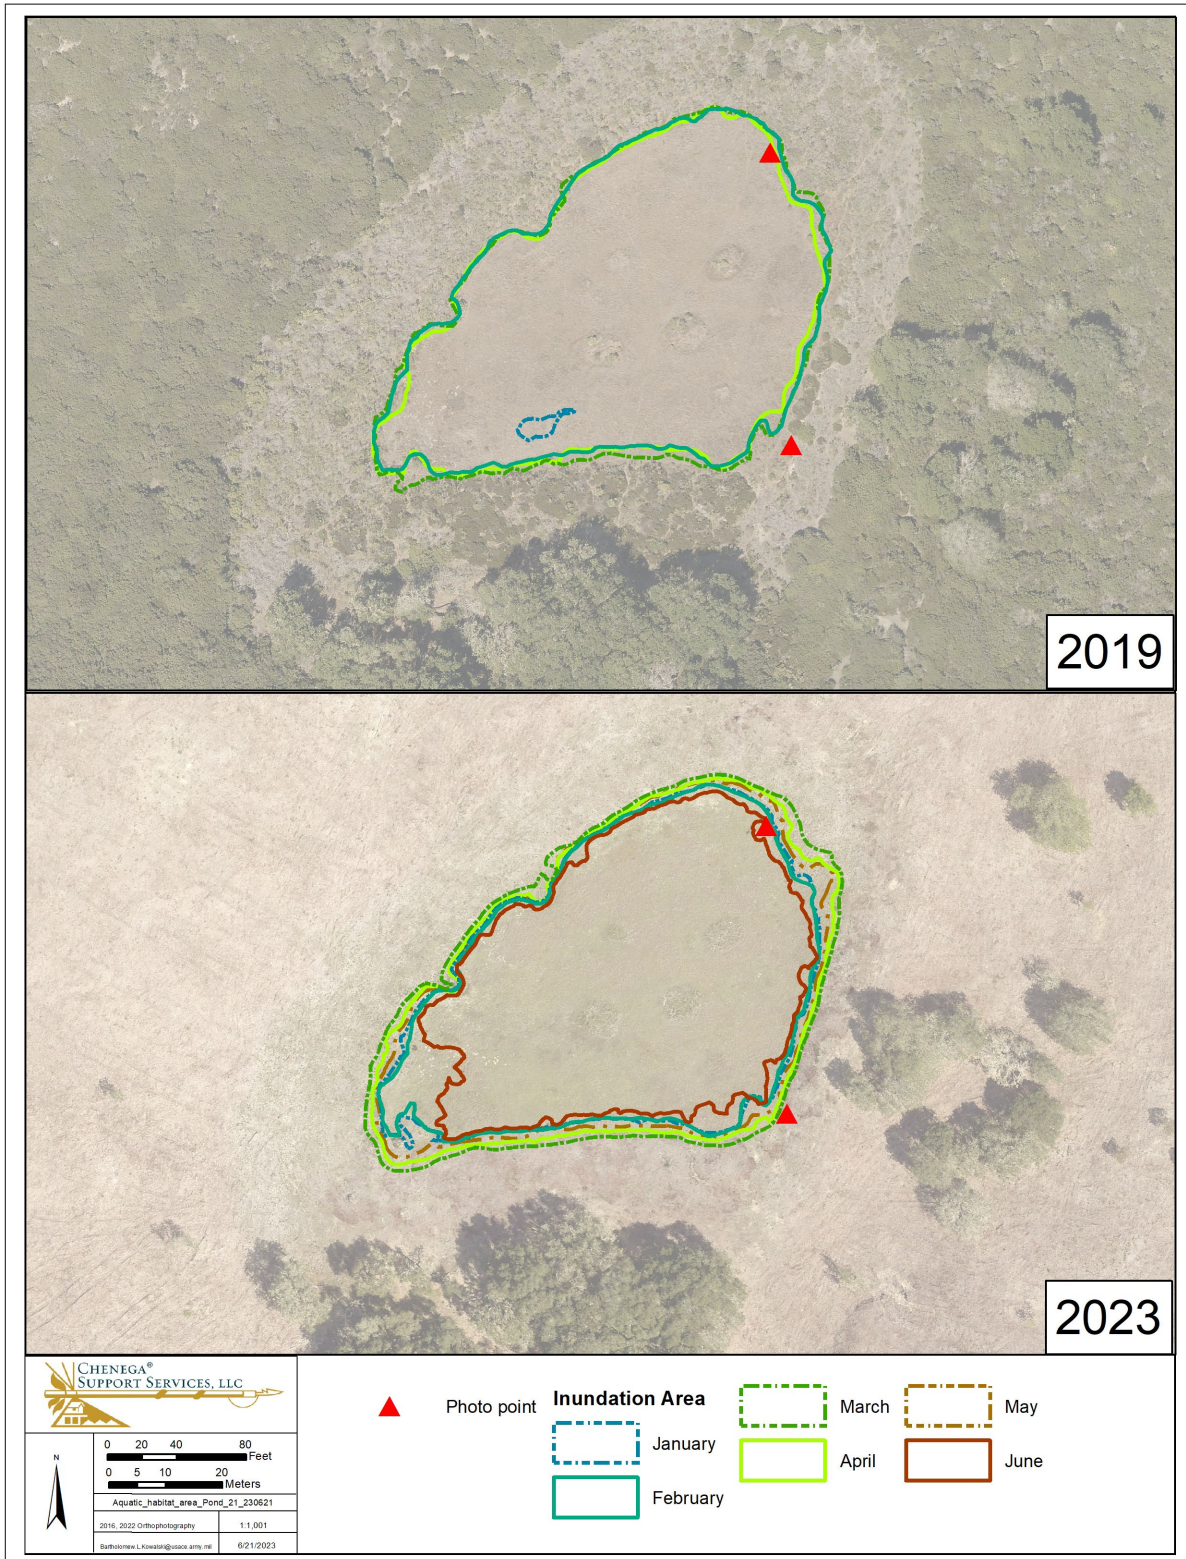 2019
2023
CHENEGA®
SUPPORT SERVICES, LLC
N
0 20 40 80
Feet
0 5 10 20
Meters
Aquatic_habitat_area_Pond_21_230621
2016, 2022 Orthophotography 1:1,001
Bartholomew.L.Kowalski@usace.army.mil 6/21/2023
Photo point
Inundation Area
January
February
March
April
May
June